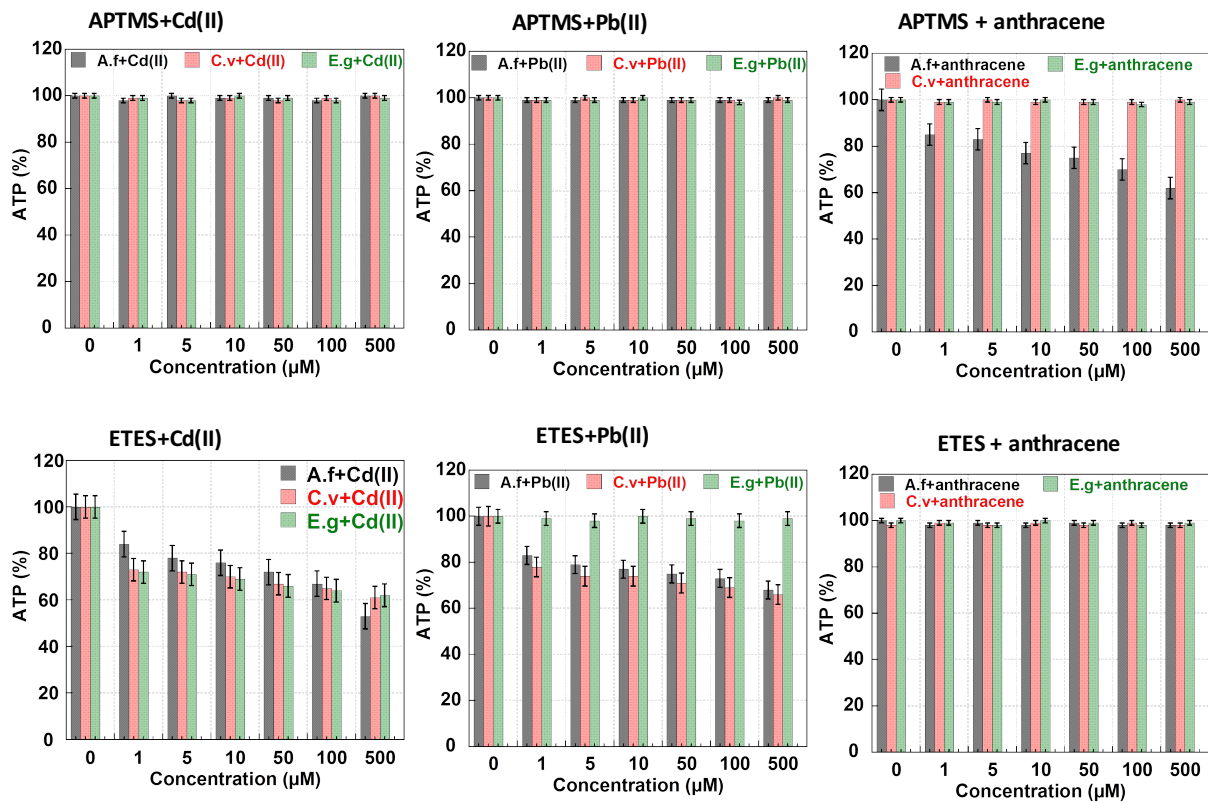 APTMS+Cd(II)
120
100
80
60
40
20
0
ATP (%)
A.f+Cd(II) C.v+Cd(II) E.g+Cd(II)
0 1 5 10 50 100 500
Concentration (µM)
APTMS+Pb(II)
120
100
80
60
40
20
0
ATP (%)
A.f+Pb(II) C.v+Pb(II) E.g+Pb(II)
0 1 5 10 50 100 500
Concentration (µM)
APTMS + anthracene
120
100
80
60
40
20
0
ATP (%)
A.f+anthracene E.g+anthracene
C.v+anthracene
0 1 5 10 50 100 500
Concentration (µM)
ETES+Cd(II)
120
100
80
60
40
20
0
ATP (%)
A.f+Cd(II)
C.v+Cd(II)
E.g+Cd(II)
0 1 5 10 50 100 500
Concentration (µM)
ETES+Pb(II)
120
100
80
60
40
20
0
ATP (%)
A.f+Pb(II) C.v+Pb(II) E.g+Pb(II)
0 1 5 10 50 100 500
Concentration (µM)
ETES + anthracene
120
100
80
60
40
20
0
ATP (%)
A.f+anthracene E.g+anthracene
C.v+anthracene
0 1 5 10 50 100 500
Concentration (µM)